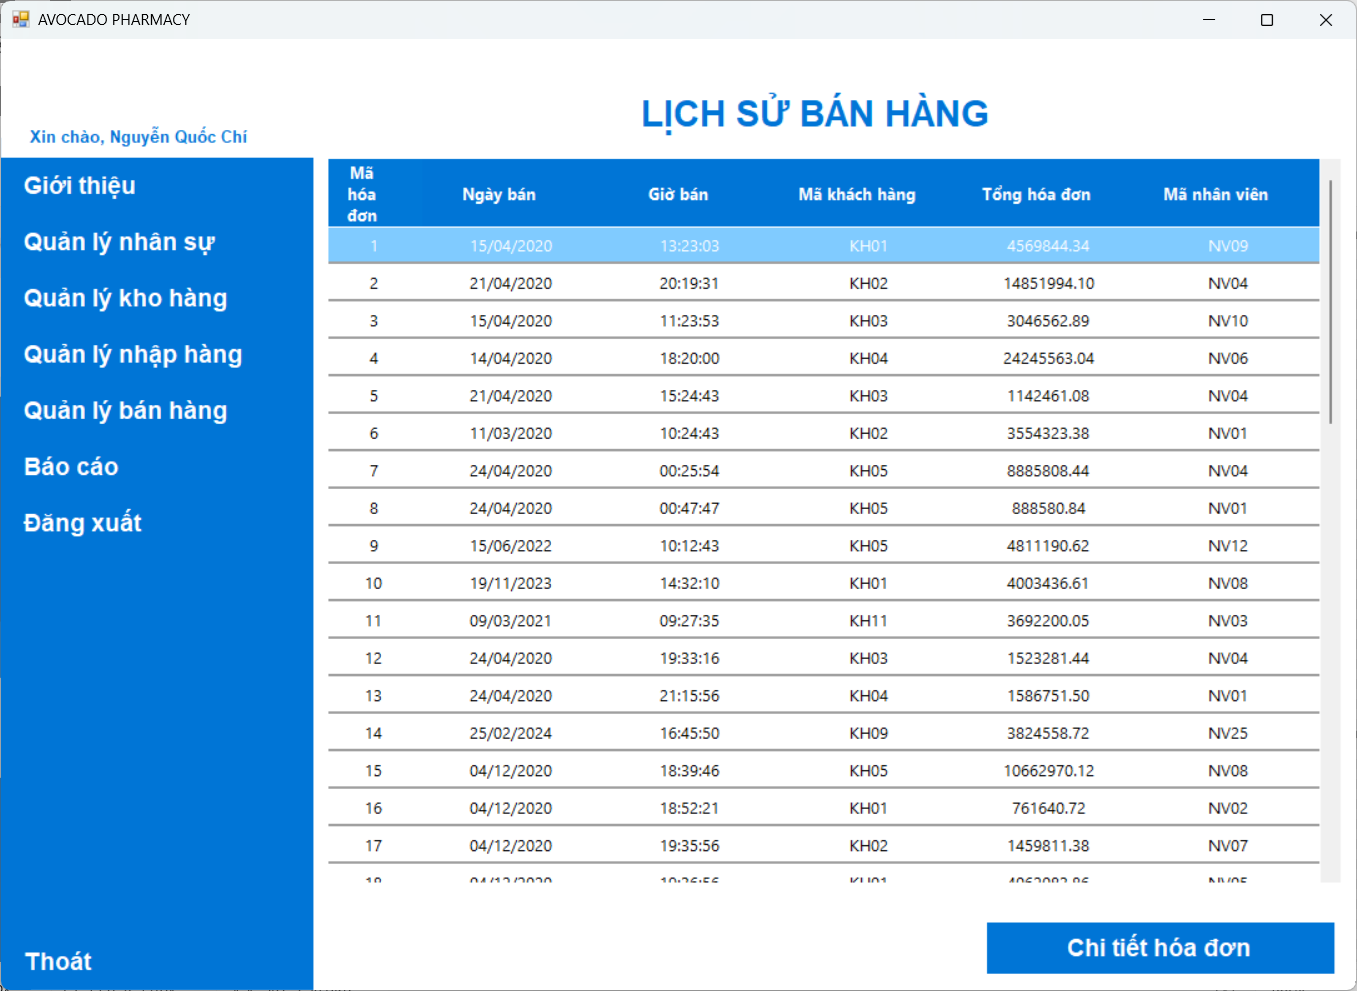 AVOCADO PHARMACY
LỊCH SỬ BÁN HÀNG
Xin chào, Nguyễn Quốc Chí
Giới thiệu
Quản lý nhân sự
Quản lý kho hàng
Quản lý nhập hàng
Quản lý bán hàng
Báo cáo
Đăng xuất
Thoát
Mã hóa đơn Ngày bán Giờ bán Mã khách hàng Tổng hóa đơn Mã nhân viên
1 15/04/2020 13:23:03 KH01 4569844.34 NV09
2 21/04/2020 20:19:31 KH02 14851994.10 NV04
3 15/04/2020 11:23:53 KH03 3046562.89 NV10
4 14/04/2020 18:20:00 KH04 24245563.04 NV06
5 21/04/2020 15:24:43 KH03 1142461.08 NV04
6 11/03/2020 10:24:43 KH02 3554323.38 NV01
7 24/04/2020 00:25:54 KH05 8885808.44 NV04
8 24/04/2020 00:47:47 KH05 888580.84 NV01
9 15/06/2022 10:12:43 KH05 4811190.62 NV12
10 19/11/2023 14:32:10 KH01 4003436.61 NV08
11 09/03/2021 09:27:35 KH11 3692200.05 NV03
12 24/04/2020 19:33:16 KH03 1523281.44 NV04
13 24/04/2020 21:15:56 KH04 1586751.50 NV01
14 25/02/2024 16:45:50 KH09 3824558.72 NV25
15 04/12/2020 18:39:46 KH05 10662970.12 NV08
16 04/12/2020 18:52:21 KH01 761640.72 NV02
17 04/12/2020 19:35:56 KH02 1459811.38 NV07
Chi tiết hóa đơn